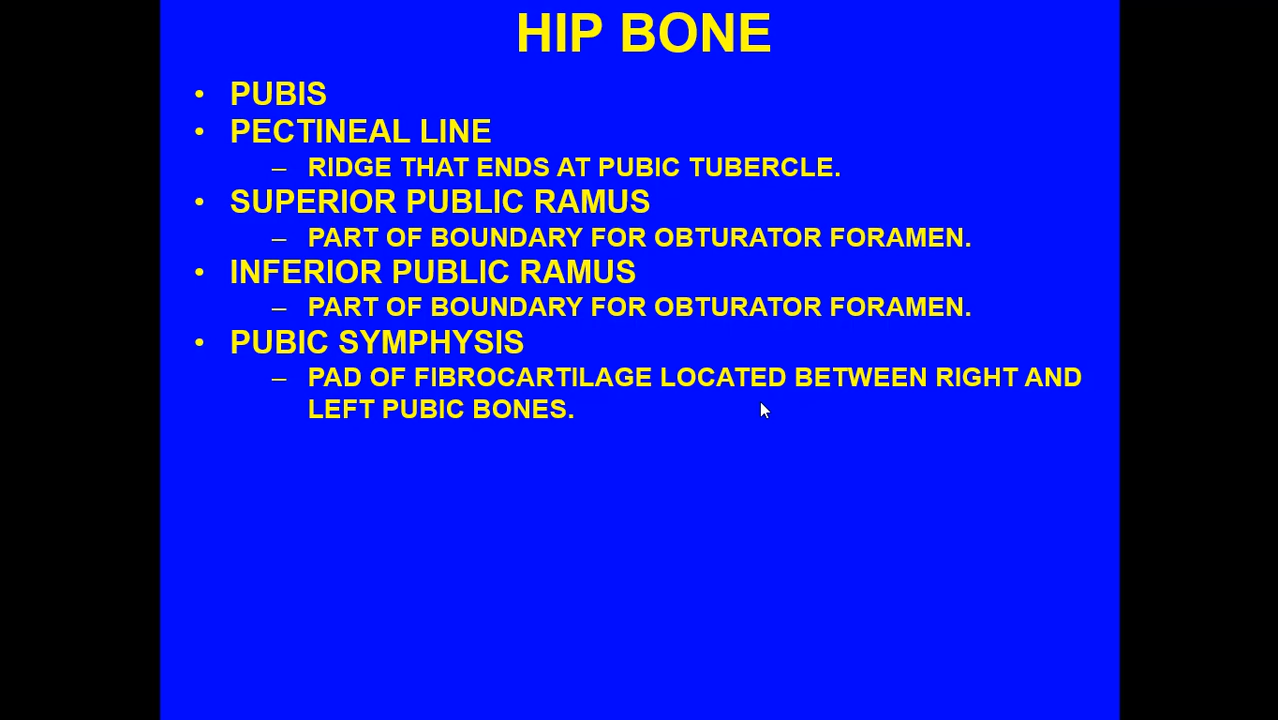 HIP BONE
• PUBIS
• PECTINEAL LINE
– RIDGE THAT ENDS AT PUBIC TUBERCLE.
• SUPERIOR PUBLIC RAMUS
– PART OF BOUNDARY FOR OBTURATOR FORAMEN.
• INFERIOR PUBLIC RAMUS
– PART OF BOUNDARY FOR OBTURATOR FORAMEN.
• PUBIC SYMPHYSIS
– PAD OF FIBROCARTILAGE LOCATED BETWEEN RIGHT AND
LEFT PUBIC BONES.